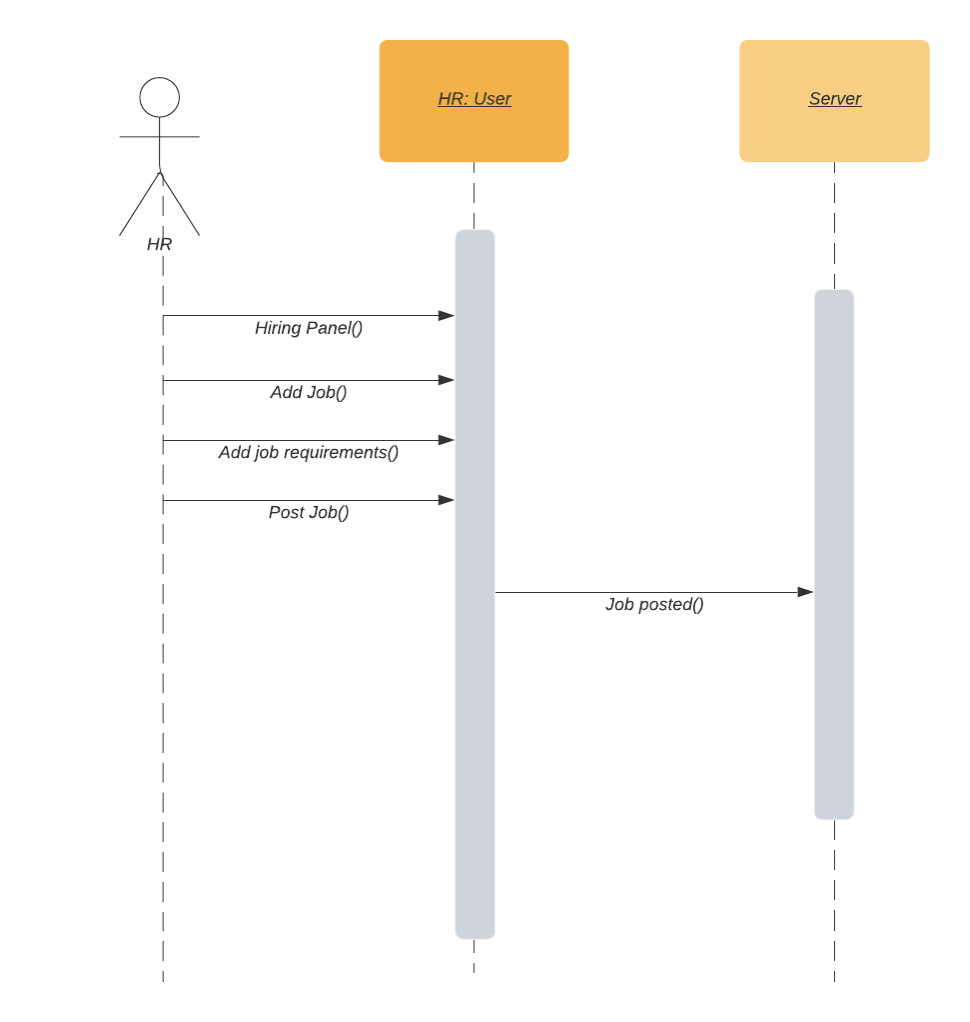 HR: User
Server
HR
Hiring Panel()
Add Job()
Add job requirements()
Post Job()
Job posted()